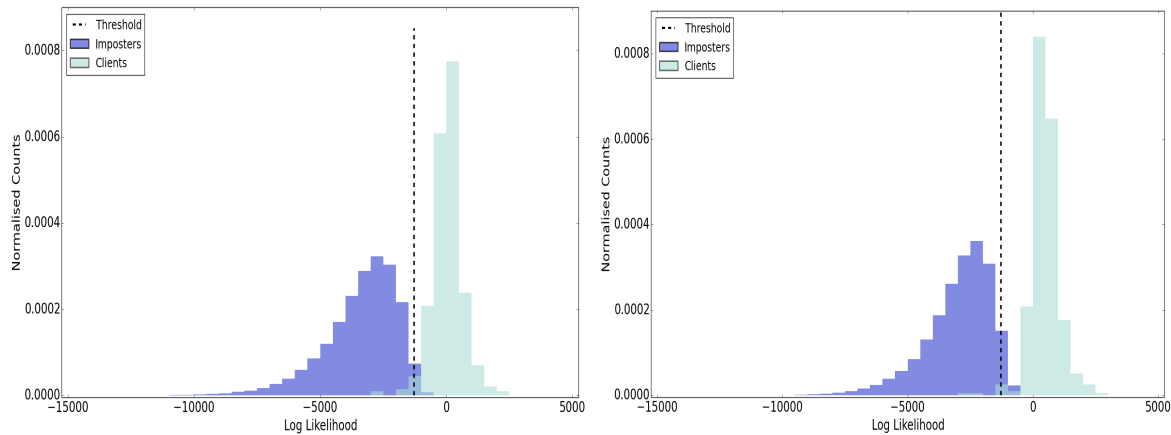 Threshold
Imposters
Clients
0.0008
0.0006
0.0004
0.0002
0.0000
Normalised Counts
−15000 −10000 −5000 0 5000
Log Likelihood
Threshold
Imposters
Clients
0.0008
0.0006
0.0004
0.0002
0.0000
Normalised Counts
−15000 −10000 −5000 0 5000
Log Likelihood